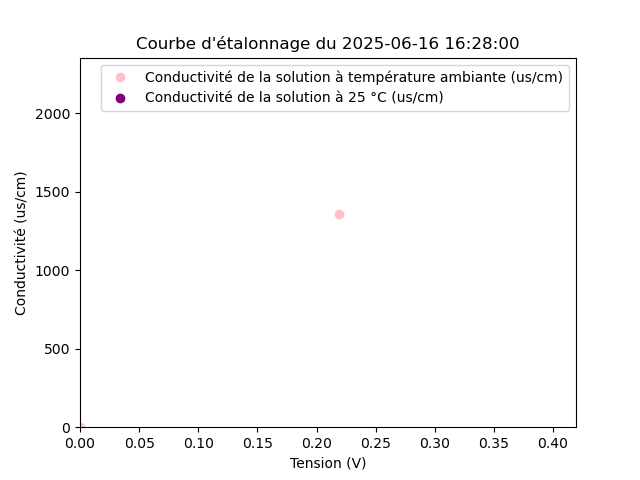 Courbe d'étalonnage du 2025-06-16 16:28:00
Conductivité de la solution à température ambiante (us/cm)
Conductivité de la solution à 25 °C (us/cm)
Conductivité (us/cm)
2000
1500
1000
500
0
0.00 0.05 0.10 0.15 0.20 0.25 0.30 0.35 0.40
Tension (V)